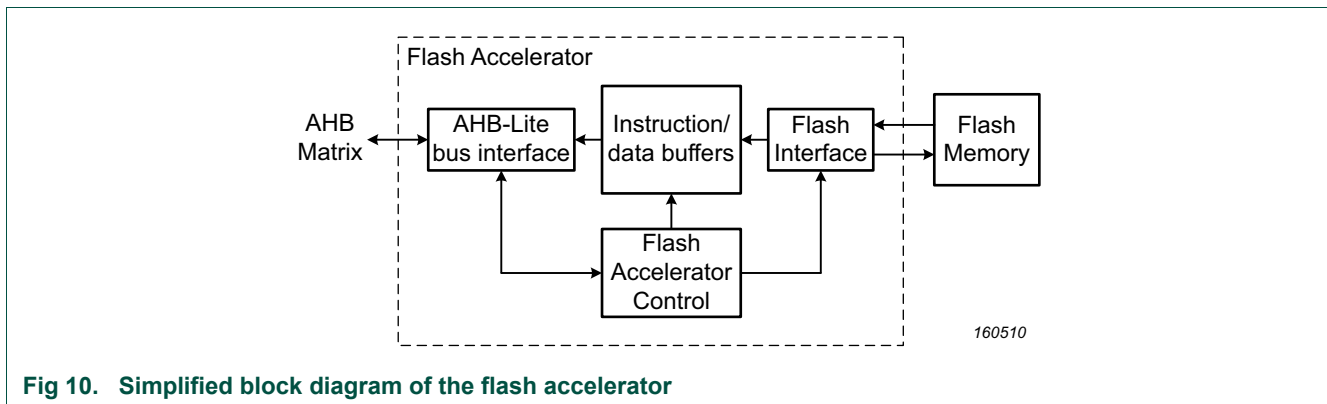 Flash Accelerator
AHB
Matrix
AHB-Lite
bus interface
Instruction/
data buffers
Flash
Interface
Flash
Memory
Flash
Accelerator
Control
160510
Fig 10. Simplified block diagram of the flash accelerator